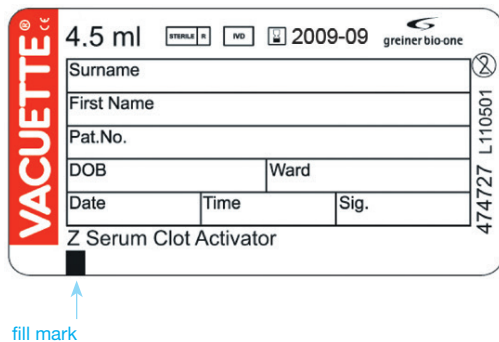 VACUETTE® CE
4.5 ml STERILE R IVD 2009-09 greiner bio-one
Surname
First Name
Pat.No.
DOB Ward
Date Time Sig.
Z Serum Clot Activator
474727 L110501 2
fill mark